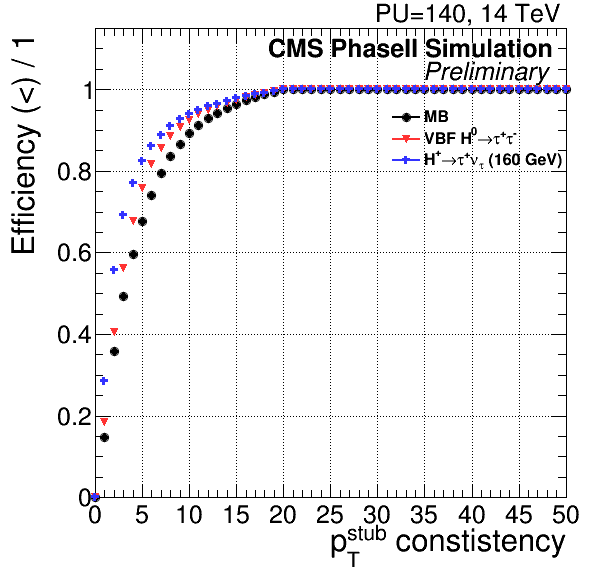 PU=140, 14 TeV
CMS PhaseII Simulation
Preliminary
MB
VBF H⁰→τ⁺τ⁻
H⁺→τ⁺ν_τ (160 GeV)
Efficiency (<) / 1
1
0.8
0.6
0.4
0.2
0
0 5 10 15 20 25 30 35 40 45 50
p_T^stub constistency